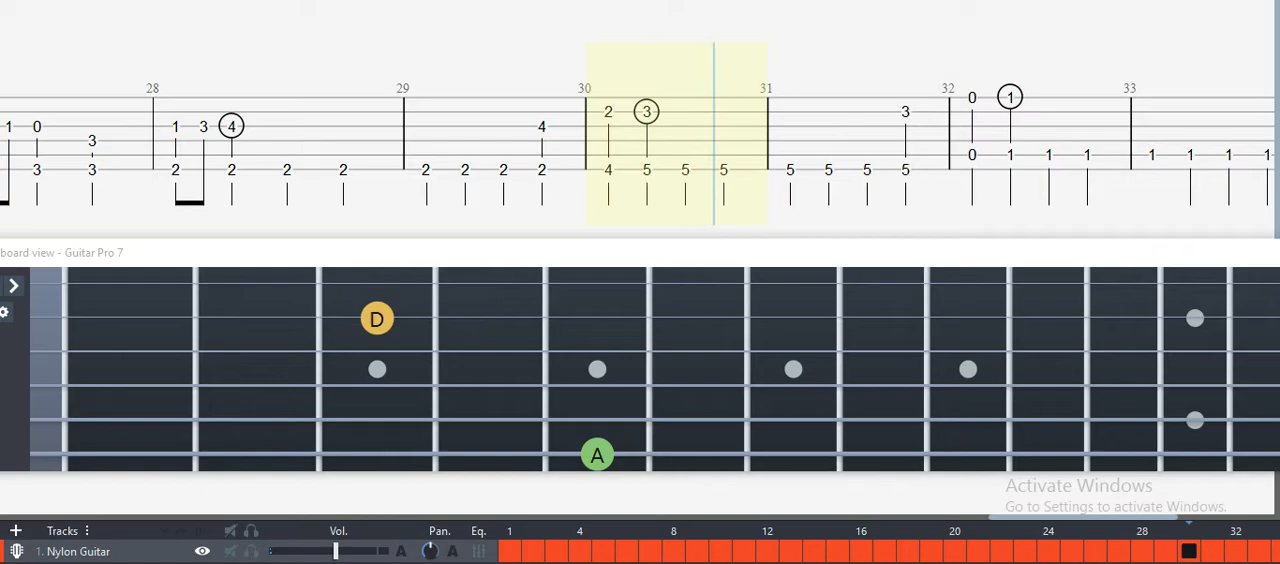 28 29 30 31 32 33
0 1
2 3 3
1 0 1 3 4 4
3
0 1 1 1 1 1 1 1
3 3 2 2 2 2 2 2 2 4 5 5 5 5 5 5 5
board view - Guitar Pro 7
D
A
Activate Windows
Go to Settings to activate Windows.
Tracks Vol. Pan. Eq. 1 4 8 12 16 20 24 28 32
1. Nylon Guitar A A